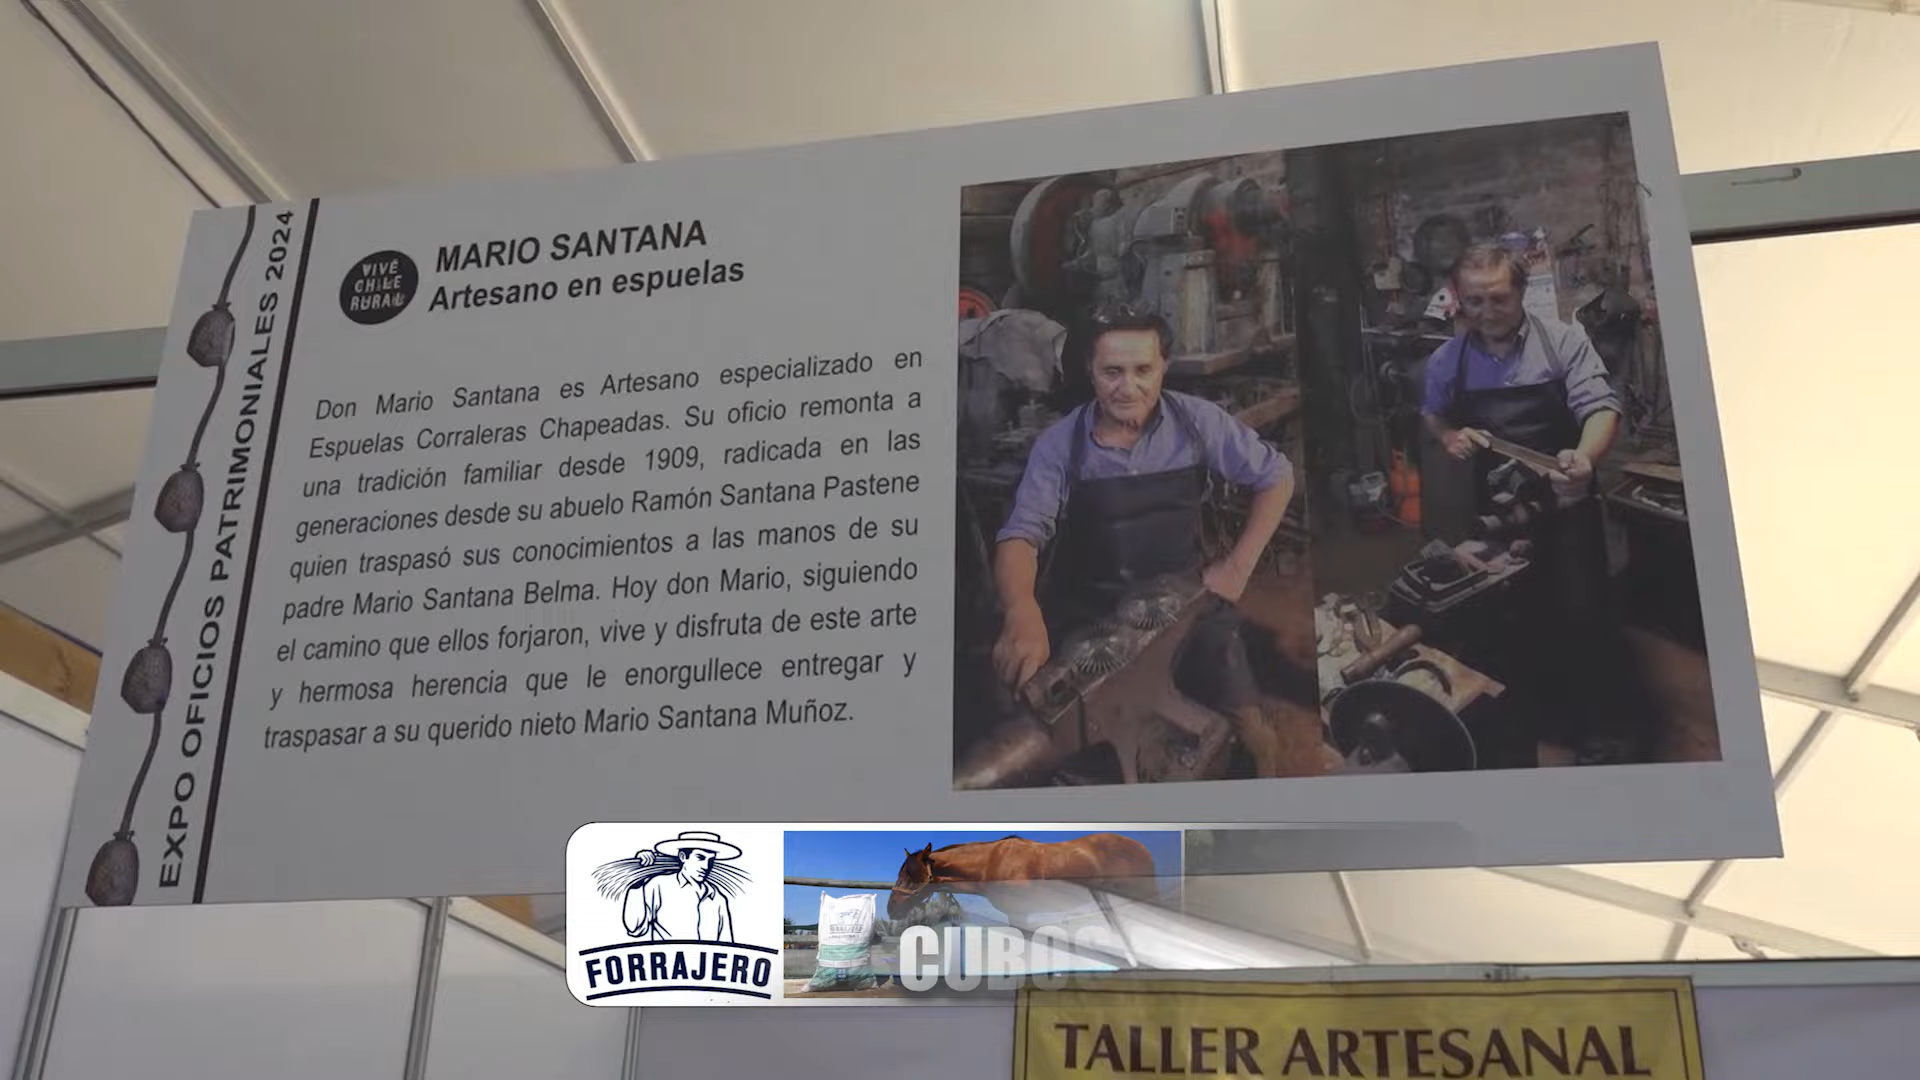 EXPO OFICIOS PATRIMONIALES 2024
VIVE
CHILE
RURAL
MARIO SANTANA
Artesano en espuelas
Don Mario Santana es Artesano especializado en
Espuelas Corraleras Chapeadas. Su oficio remonta a
una tradición familiar desde 1909, radicada en las
generaciones desde su abuelo Ramón Santana Pastene
quien traspasó sus conocimientos a las manos de su
padre Mario Santana Belma. Hoy don Mario, siguiendo
el camino que ellos forjaron, vive y disfruta de este arte
y hermosa herencia que le enorgullece entregar y
traspasar a su querido nieto Mario Santana Muñoz.
FORRAJERO
CUBOS
TALLER ARTESANAL